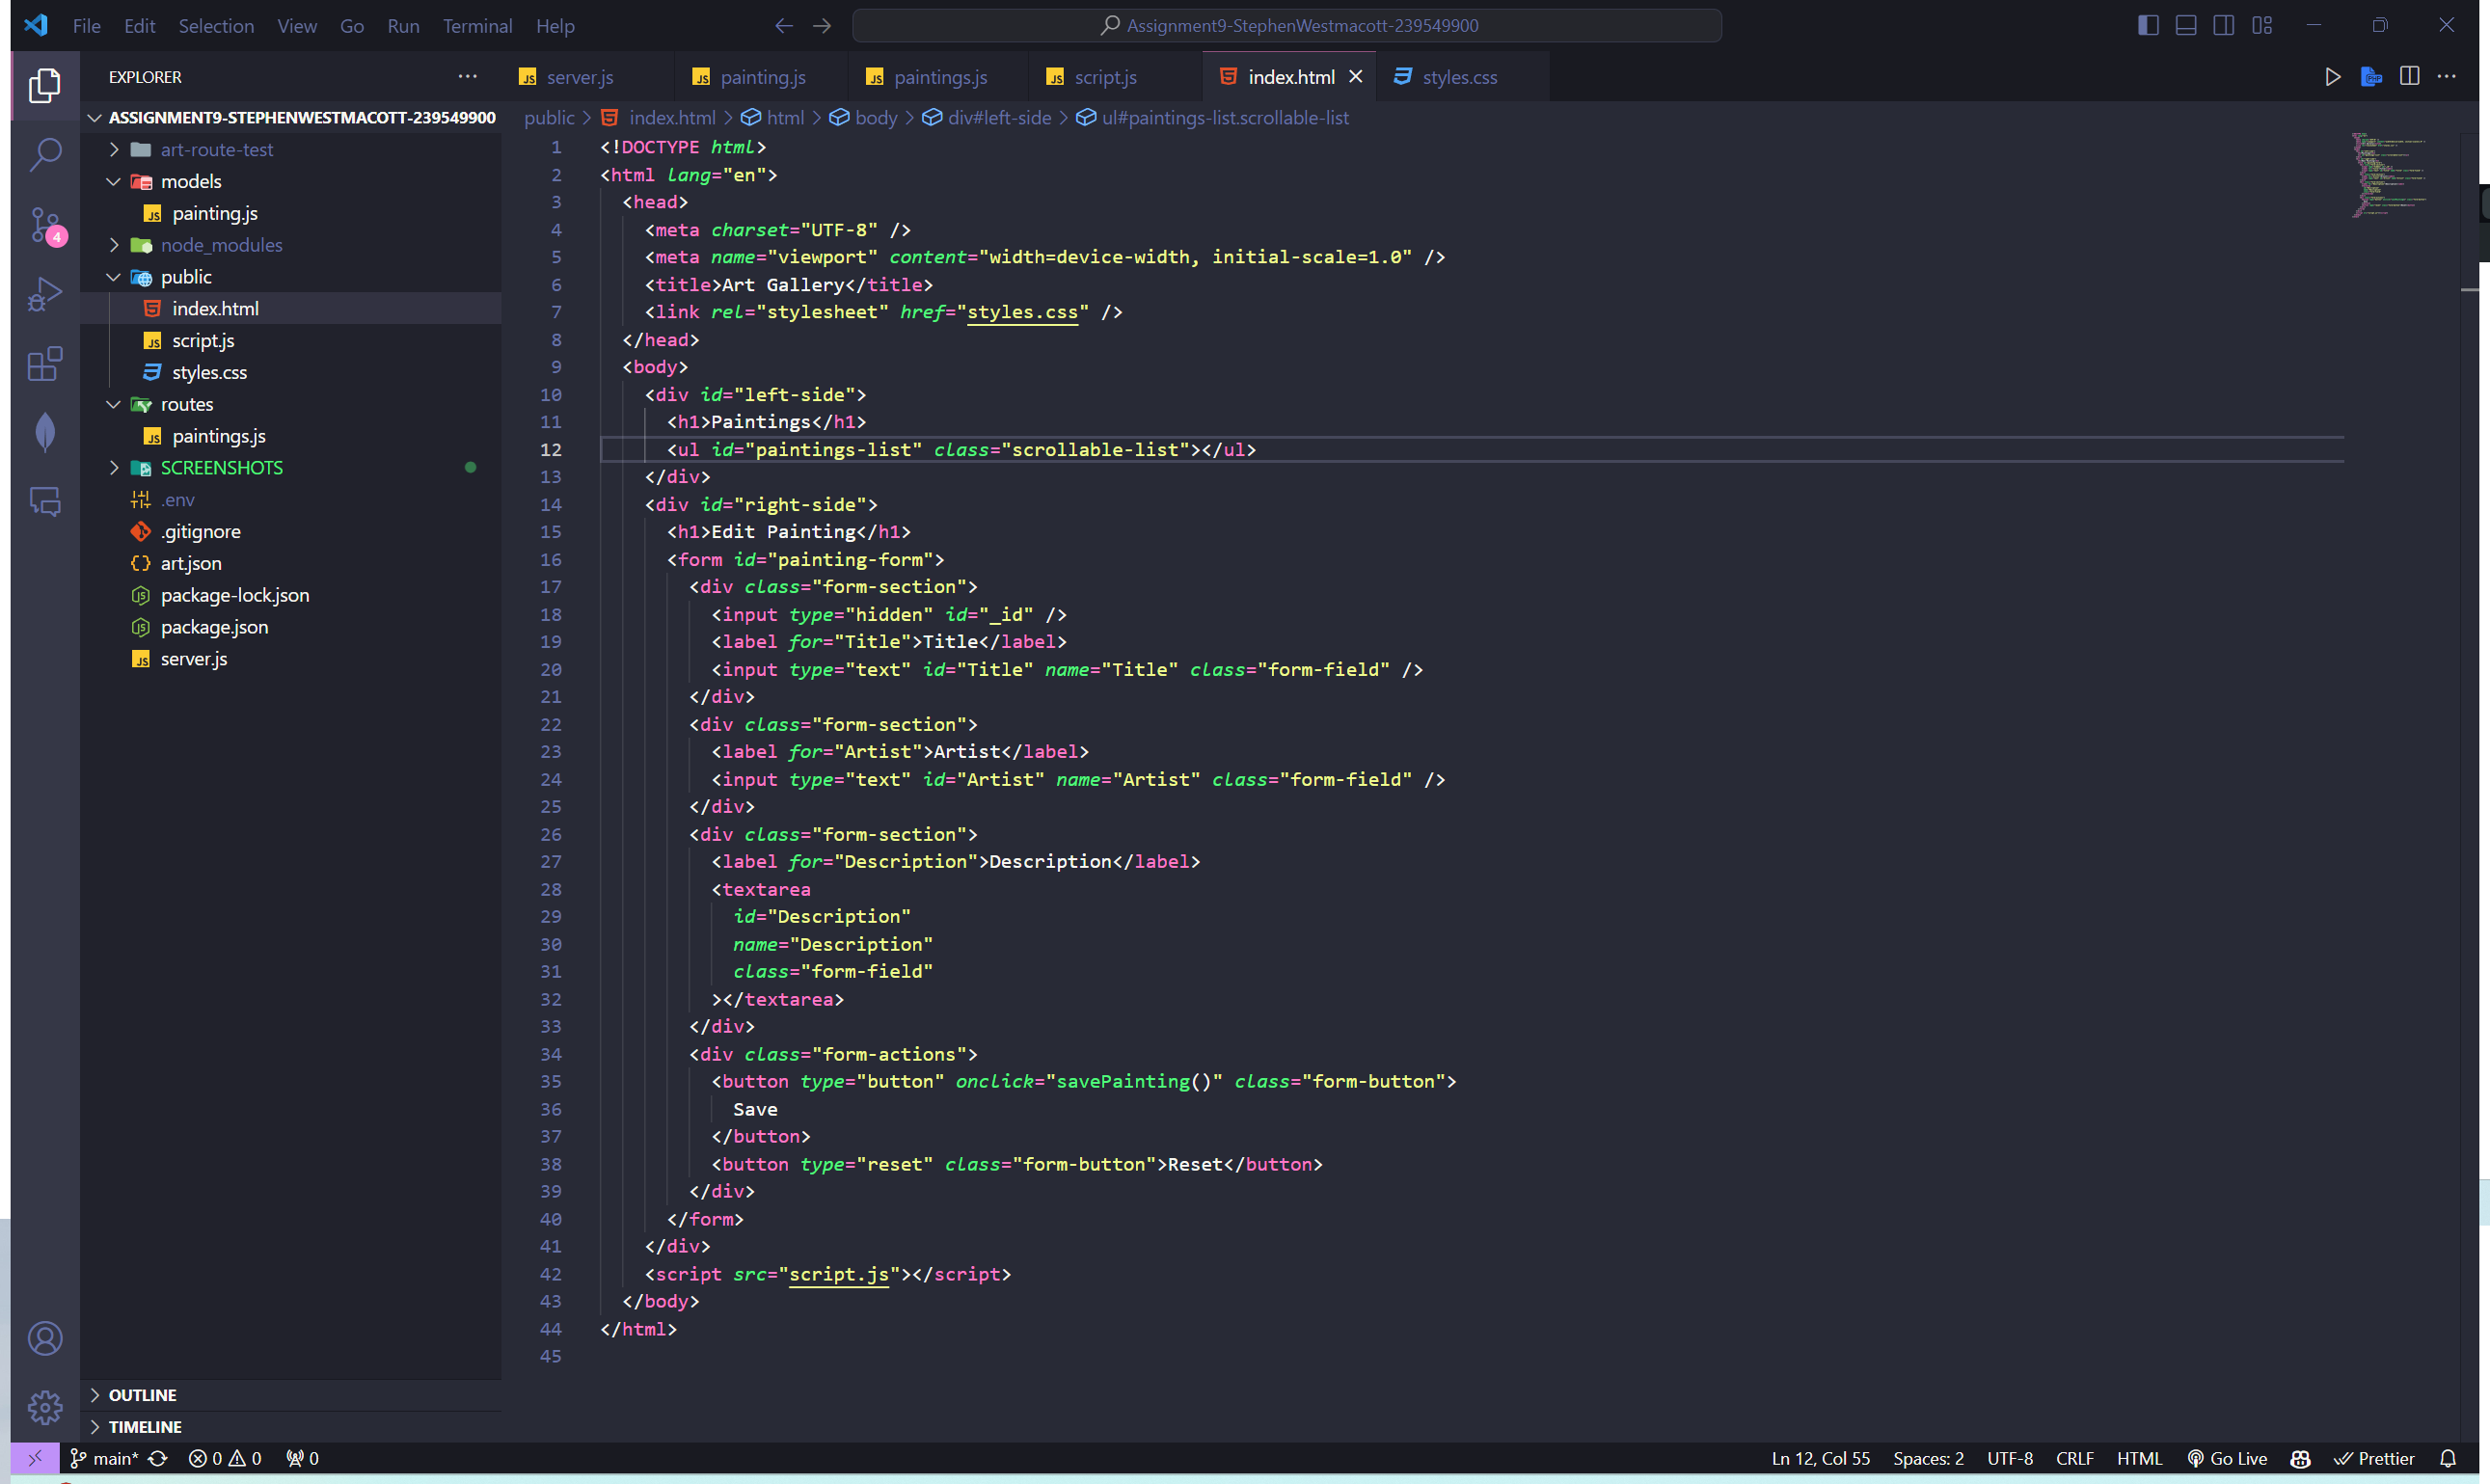 File Edit Selection View Go Run Terminal Help
Assignment9-StephenWestmacott-239549900
EXPLORER
ASSIGNMENT9-STEPHENWESTMACOTT-239549900
art-route-test
models
JS painting.js
node_modules
public
index.html
JS script.js
styles.css
routes
JS paintings.js
SCREENSHOTS
.env
.gitignore
{} art.json
package-lock.json
package.json
JS server.js
OUTLINE
TIMELINE
4
JS server.js JS painting.js JS paintings.js JS script.js index.html styles.css
PHP
public > index.html > html > body > div#left-side > ul#paintings-list.scrollable-list
1 <!DOCTYPE html>
2 <html lang="en">
3 <head>
4 <meta charset="UTF-8" />
5 <meta name="viewport" content="width=device-width, initial-scale=1.0" />
6 <title>Art Gallery</title>
7 <link rel="stylesheet" href="styles.css" />
8 </head>
9 <body>
10 <div id="left-side">
11 <h1>Paintings</h1>
12 <ul id="paintings-list" class="scrollable-list"></ul>
13 </div>
14 <div id="right-side">
15 <h1>Edit Painting</h1>
16 <form id="painting-form">
17 <div class="form-section">
18 <input type="hidden" id="_id" />
19 <label for="Title">Title</label>
20 <input type="text" id="Title" name="Title" class="form-field" />
21 </div>
22 <div class="form-section">
23 <label for="Artist">Artist</label>
24 <input type="text" id="Artist" name="Artist" class="form-field" />
25 </div>
26 <div class="form-section">
27 <label for="Description">Description</label>
28 <textarea
29 id="Description"
30 name="Description"
31 class="form-field"
32 ></textarea>
33 </div>
34 <div class="form-actions">
35 <button type="button" onclick="savePainting()" class="form-button">
36 Save
37 </button>
38 <button type="reset" class="form-button">Reset</button>
39 </div>
40 </form>
41 </div>
42 <script src="script.js"></script>
43 </body>
44 </html>
45
main* 0 0 0 Ln 12, Col 55 Spaces: 2 UTF-8 CRLF HTML Go Live Prettier